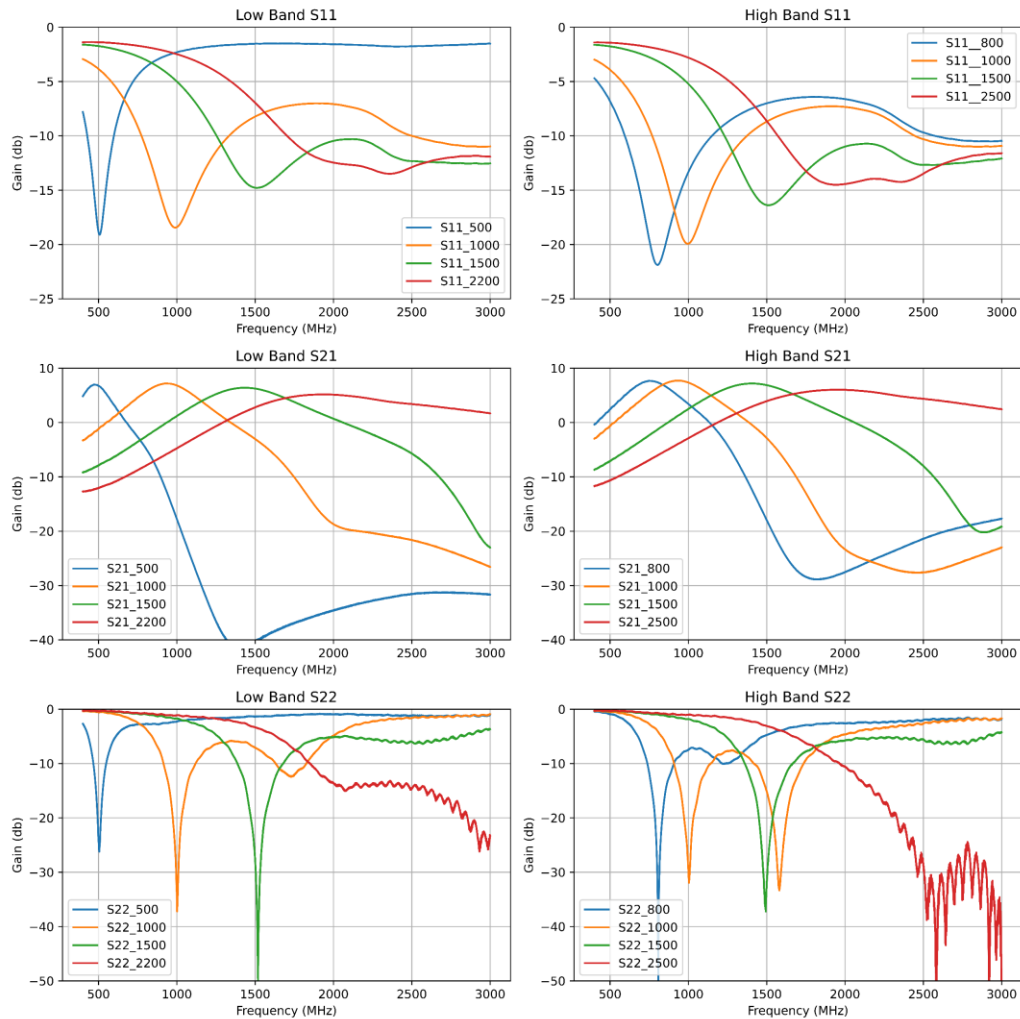 Low Band S11
Gain (db)
0
−5
−10
−15
−20
−25
500 1000 1500 2000 2500 3000
Frequency (MHz)
S11_500
S11_1000
S11_1500
S11_2200
High Band S11
Gain (db)
0
−5
−10
−15
−20
−25
500 1000 1500 2000 2500 3000
Frequency (MHz)
S11__800
S11__1000
S11__1500
S11__2500
Low Band S21
Gain (db)
10
0
−10
−20
−30
−40
500 1000 1500 2000 2500 3000
Frequency (MHz)
S21_500
S21_1000
S21_1500
S21_2200
High Band S21
Gain (db)
10
0
−10
−20
−30
−40
500 1000 1500 2000 2500 3000
Frequency (MHz)
S21_800
S21_1000
S21_1500
S21_2500
Low Band S22
Gain (db)
0
−10
−20
−30
−40
−50
500 1000 1500 2000 2500 3000
Frequency (MHz)
S22_500
S22_1000
S22_1500
S22_2200
High Band S22
Gain (db)
0
−10
−20
−30
−40
−50
500 1000 1500 2000 2500 3000
Frequency (MHz)
S22_800
S22_1000
S22_1500
S22_2500